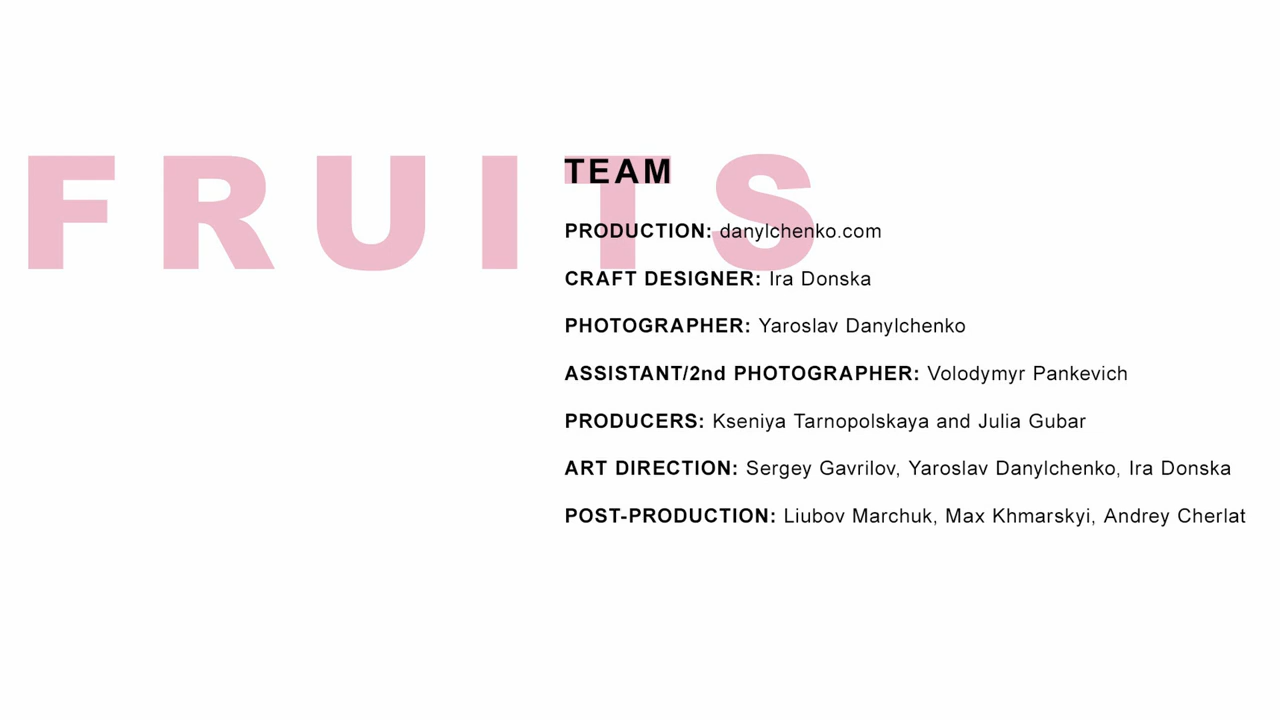 FRUITS
TEAM
PRODUCTION: danylchenko.com
CRAFT DESIGNER: Ira Donska
PHOTOGRAPHER: Yaroslav Danylchenko
ASSISTANT/2nd PHOTOGRAPHER: Volodymyr Pankevich
PRODUCERS: Kseniya Tarnopolskaya and Julia Gubar
ART DIRECTION: Sergey Gavrilov, Yaroslav Danylchenko, Ira Donska
POST-PRODUCTION: Liubov Marchuk, Max Khmarskyi, Andrey Cherlat